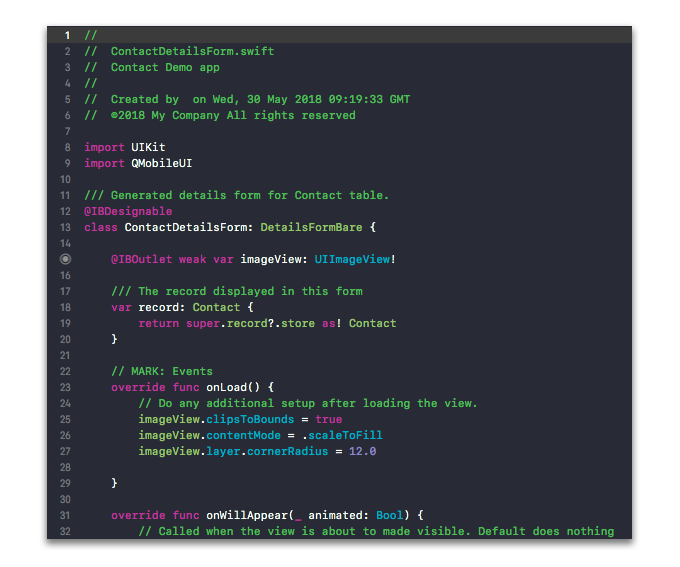 1 //
2 //  ContactDetailsForm.swift
3 //  Contact Demo app
4 //
5 //  Created by  on Wed, 30 May 2018 09:19:33 GMT
6 //  ©2018 My Company All rights reserved
7
8 import UIKit
9 import QMobileUI
10
11 /// Generated details form for Contact table.
12 @IBDesignable
13 class ContactDetailsForm: DetailsFormBare {
14
    @IBOutlet weak var imageView: UIImageView!
16
17     /// The record displayed in this form
18     var record: Contact {
19         return super.record?.store as! Contact
20     }
21
22     // MARK: Events
23     override func onLoad() {
24         // Do any additional setup after loading the view.
25         imageView.clipsToBounds = true
26         imageView.contentMode = .scaleToFill
27         imageView.layer.cornerRadius = 12.0
28
29     }
30
31     override func onWillAppear(_ animated: Bool) {
32         // Called when the view is about to made visible. Default does nothing